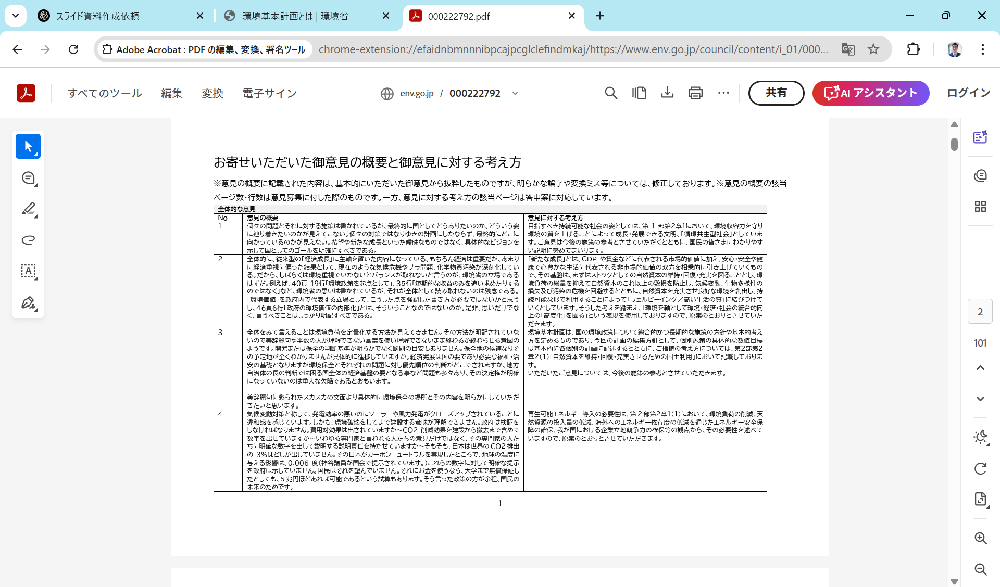 スライド資料作成依頼
環境基本計画とは | 環境省
000222792.pdf
Adobe Acrobat : PDF の編集、変換、署名ツール
chrome-extension://efaidnbmnnnibpcajpcglclefindmkaj/https://www.env.go.jp/council/content/i_01/000...
すべてのツール
編集
変換
電子サイン
env.go.jp / 000222792
共有
AI アシスタント
ログイン
お寄せいただいた御意見の概要と御意見に対する考え方
※意見の概要に記載された内容は、基本的にいただいた御意見から抜粋したものですが、明らかな誤字や変換ミス等については、修正しております。※意見の概要の該当
ページ数・行数は意見募集に付した際のものです。一方、意見に対する考え方の該当ページは答申案に対応しています。
全体的な意見
No
意見の概要
意見に対する考え方
1
個々の問題とそれに対する施策は書かれているが、最終的に国としてどうありたいのか、どういう姿
に辿り着きたいのかが見えてこない。個々の対策ではなりゆきの計画にしかならず、最終的にどこに
向かっているのかが見えない。希望や新たな成長といった曖昧なものではなく、具体的なビジョンを
示して国としてのゴールを明確にすべきである。
目指すべき持続可能な社会の姿としては、第 1 部第2章1において、環境収容力を守り
環境の質を上げることによって成長・発展できる文明、「循環共生型社会」としていま
す。ご意見は今後の施策の参考とさせていただくとともに、国民の皆さまにわかりやす
い説明に努めてまいります。
2
全体的に、従来型の「経済成長」に主軸を置いた内容になっている。もちろん経済は重要だが、あまり
に経済重視に偏った結果として、現在のような気候危機やプラ問題、化学物質汚染が深刻化してい
る。だから、しばらくは環境重視でいかないとバランスが取れないと言うのが、環境省の立場である
はずだ。例えば、40頁 19行「環境政策を起点として」、35行「短期的な収益のみを追い求めたりする
のではなく」など、環境省の思いは書かれているが、それが全体として読み取れないのは残念である。
「環境価値」を政府内で代表する立場として、こうした点を強調した書き方が必要ではないかと思う
し、46頁6行「政府の環境価値の内部化」とは、そういうことなのではないのか。是非、思いだけでな
く、言うべきことはしっかり明記すべきである。
「新たな成長」とは、GDP や賃金などに代表される市場的価値に加え、安心・安全や健
康で心豊かな生活に代表される非市場的価値の双方を相乗的に引き上げていくもの
で、その基盤は、まずはストックとしての自然資本の維持・回復・充実を図ることとし、環
境負荷の総量を抑えて自然資本のこれ以上の毀損を防止し、気候変動、生物多様性の
損失及び汚染の危機を回避するとともに、自然資本を充実させ良好な環境を創出し、持
続可能な形で利用することによって「ウェルビーイング／高い生活の質」に結びつけて
いくとしています。そうした考えを踏まえ、「環境を軸として環境・経済・社会の統合的向
上の「高度化」を図る」という表現を使用しておりますので、原案のとおりとさせていた
だきます。
3
全体をみて言えることは環境負荷を定量化する方法が見えてきません。その方法が明記されていな
いので美辞麗句や半数の人が理解できない言葉を使い理解できないまま終わるか終わらせる意図の
ようです。開発または保全の判断基準が明らかでなく罰則の目安もありません。保全地の候補なりそ
の予定地が全くわかりませんが具体的に進捗していますか。経済発展は国の要であり必要な福祉・治
安の基礎となりますが環境保全とそれぞれの問題に対し優先順位の判断がどこでされますか、地方
自治体の長の判断では困る国全体の経済基盤の要となる事など問題も多々あり、その決定権が明確
になっていないのは重大な欠陥であるとおもいます。
美辞麗句に彩られたスカスカの文面より具体的に環境保全の場所とその内容を明らかにしていただ
きたいと思います。
環境基本計画は、国の環境政策について総合的かつ長期的な施策の方針や基本的考え
方を定めるものであり、今回の計画の編集方針として、個別施策の具体的な数値目標
は基本的に各個別の計画に記述するとともに、ご指摘の考え方については、第2部第2
章2(1)「自然資本を維持・回復・充実させるための国土利用」において記載しておりま
す。
いただいたご意見については、今後の施策の参考とさせていただきます。
4
気候変動対策と称して、発電効率の悪いのにソーラーや風力発電がクローズアップされていることに
違和感を感じています。しかも、環境破壊をしてまで建設する意味が理解できません。政府は検証を
しなければなりません。費用対効果は出されていますか～CO2 削減効果を建設から撤去まで含めて
数字を出せていますか～いわゆる専門家と言われる人たちの意見だけではなく、その専門家の人た
ちに明確な数字を出して説明する説明責任を持たせていますか～そもそも、日本は世界の CO2 排出
の 3%ほどしか出していません。その日本がカーボンニュートラルを実現したところで、地球の温度に
与える影響は、0.006 度(神谷議員が国会で提示されています。)これらの数字に対して明確な提示
を政府は示していません。国民はそれを望んでいません。それにお金を使うなら、大学まで無償保証し
たとしても、5 兆円ほどあれば可能であるという試算もあります。そう言った政策の方が余程、国民の
未来のためです。
再生可能エネルギー導入の必要性は、第２部第2章1(1)において、環境負荷の削減、天
然資源の投入量の低減、海外へのエネルギー依存度の低減を通じたエネルギー安全保
障の確保、我が国における企業立地競争力の確保等の観点から、その必要性を述べて
いますので、原案のとおりとさせていただきます。
1
2
101